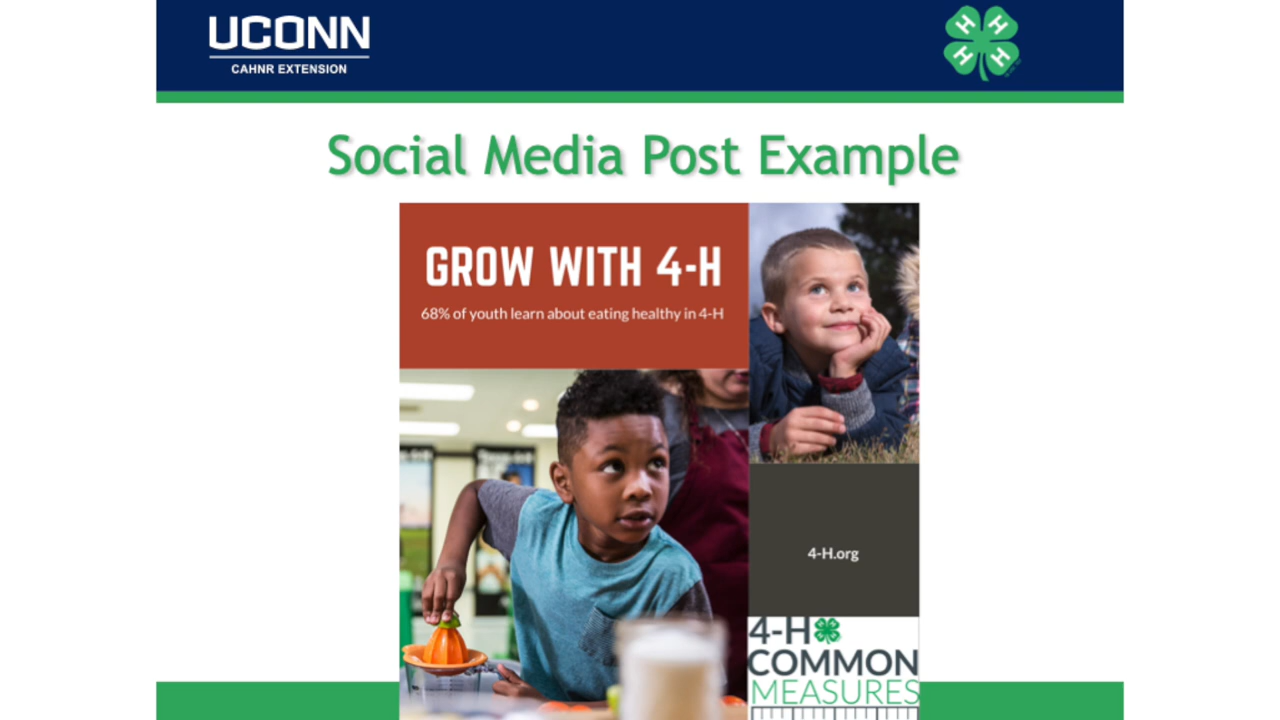 UCONN
CAHNR EXTENSION
H H
H H
Social Media Post Example
GROW WITH 4-H
68% of youth learn about eating healthy in 4-H
4-H.org
4-H
COMMON
MEASURES